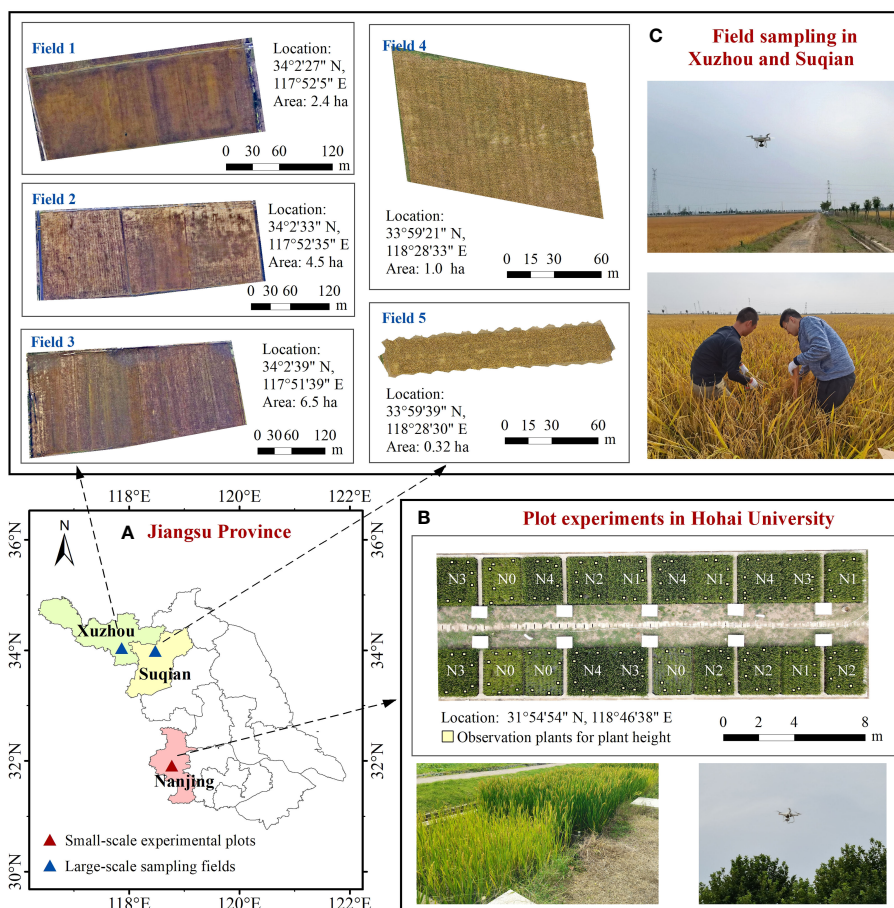 Field 1
Location:
34°2'27" N,
117°52'5" E
Area: 2.4 ha
0 30 60 120
m
Field 2
Location:
34°2'33" N,
117°52'35" E
Area: 4.5 ha
0 30 60 120
m
Field 3
Location:
34°2'39" N,
117°51'39" E
Area: 6.5 ha
0 30 60 120
m
Field 4
Location:
33°59'21" N,
118°28'33" E
Area: 1.0 ha
0 15 30 60
m
Field 5
Location:
33°59'39" N,
118°28'30" E
Area: 0.32 ha
0 15 30 60
m
C Field sampling in
Xuzhou and Suqian
118°E 120°E 122°E
A Jiangsu Province
N
36°N 36°N
34°N 34°N
32°N 32°N
30°N 30°N
Xuzhou
Suqian
Nanjing
Small-scale experimental plots
Large-scale sampling fields
118°E 120°E 122°E
B Plot experiments in Hohai University
N3 N0 N4 N2 N1 N4 N1 N4 N3 N1
N3 N0 N0 N4 N3 N0 N2 N2 N1 N2
Location: 31°54'54" N, 118°46'38" E
Observation plants for plant height
0 2 4 8
m